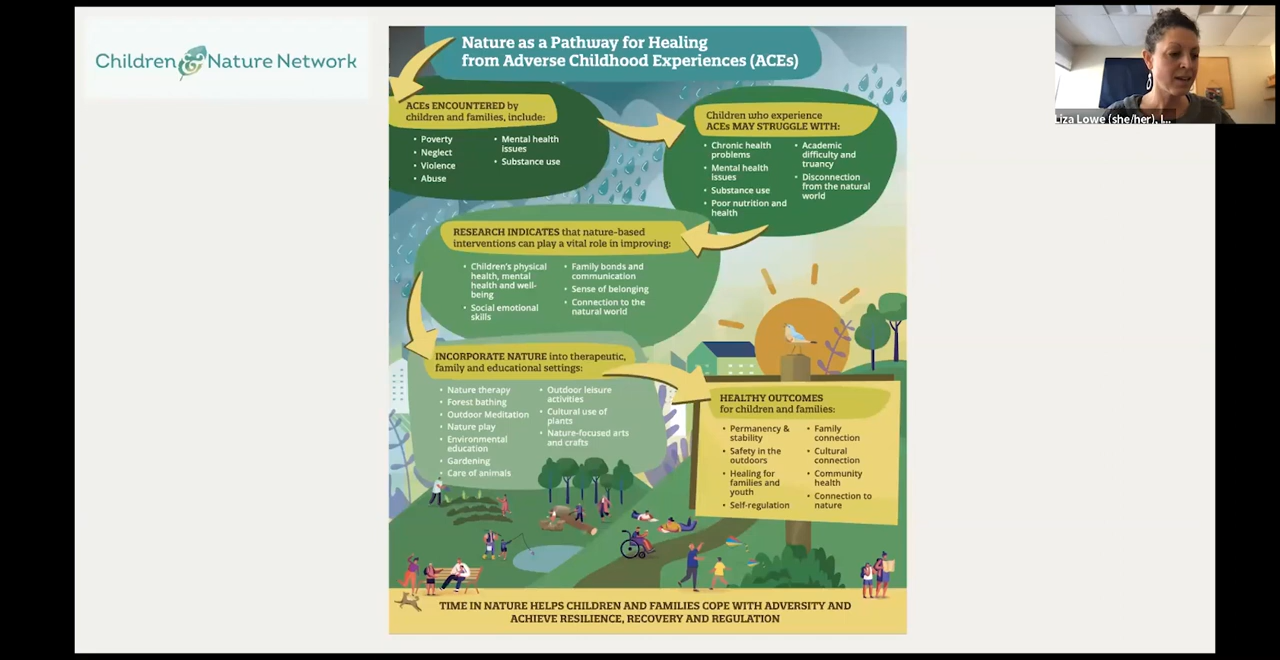 Children & Nature Network
Nature as a Pathway for Healing
from Adverse Childhood Experiences (ACEs)
ACEs ENCOUNTERED by
children and families, include:
• Poverty
• Neglect
• Violence
• Abuse
• Mental health
issues
• Substance use
Children who experience
ACEs MAY STRUGGLE WITH:
• Chronic health
problems
• Mental health
issues
• Substance use
• Poor nutrition and
health
• Academic
difficulty and
truancy
• Disconnection
from the natural
world
RESEARCH INDICATES that nature-based
interventions can play a vital role in improving:
• Children's physical
health, mental
health and well-
being
• Social emotional
skills
• Family bonds and
communication
• Sense of belonging
• Connection to the
natural world
INCORPORATE NATURE into therapeutic,
family and educational settings:
• Nature therapy
• Forest bathing
• Outdoor Meditation
• Nature play
• Environmental
education
• Gardening
• Care of animals
• Outdoor leisure
activities
• Cultural use of
plants
• Nature-focused arts
and crafts
HEALTHY OUTCOMES
for children and families:
• Permanency &
stability
• Safety in the
outdoors
• Healing for
families and
youth
• Self-regulation
• Family
connection
• Cultural
connection
• Community
health
• Connection to
nature
TIME IN NATURE HELPS CHILDREN AND FAMILIES COPE WITH ADVERSITY AND
ACHIEVE RESILIENCE, RECOVERY AND REGULATION
Liza Lowe (she/her), I...